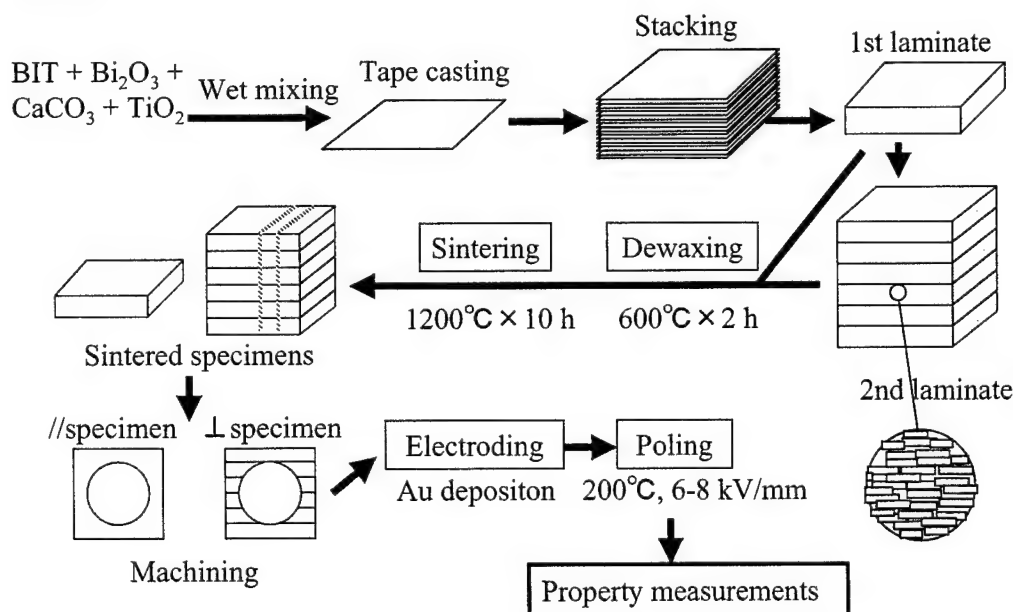 Stacking
1st laminate
BIT + Bi₂O₃ +
CaCO₃ + TiO₂
Wet mixing
Tape casting
Sintering
Dewaxing
1200℃ × 10 h
600℃ × 2 h
Sintered specimens
2nd laminate
//specimen
⊥ specimen
Electroding
Poling
Au depositon
200℃, 6-8 kV/mm
Machining
Property measurements